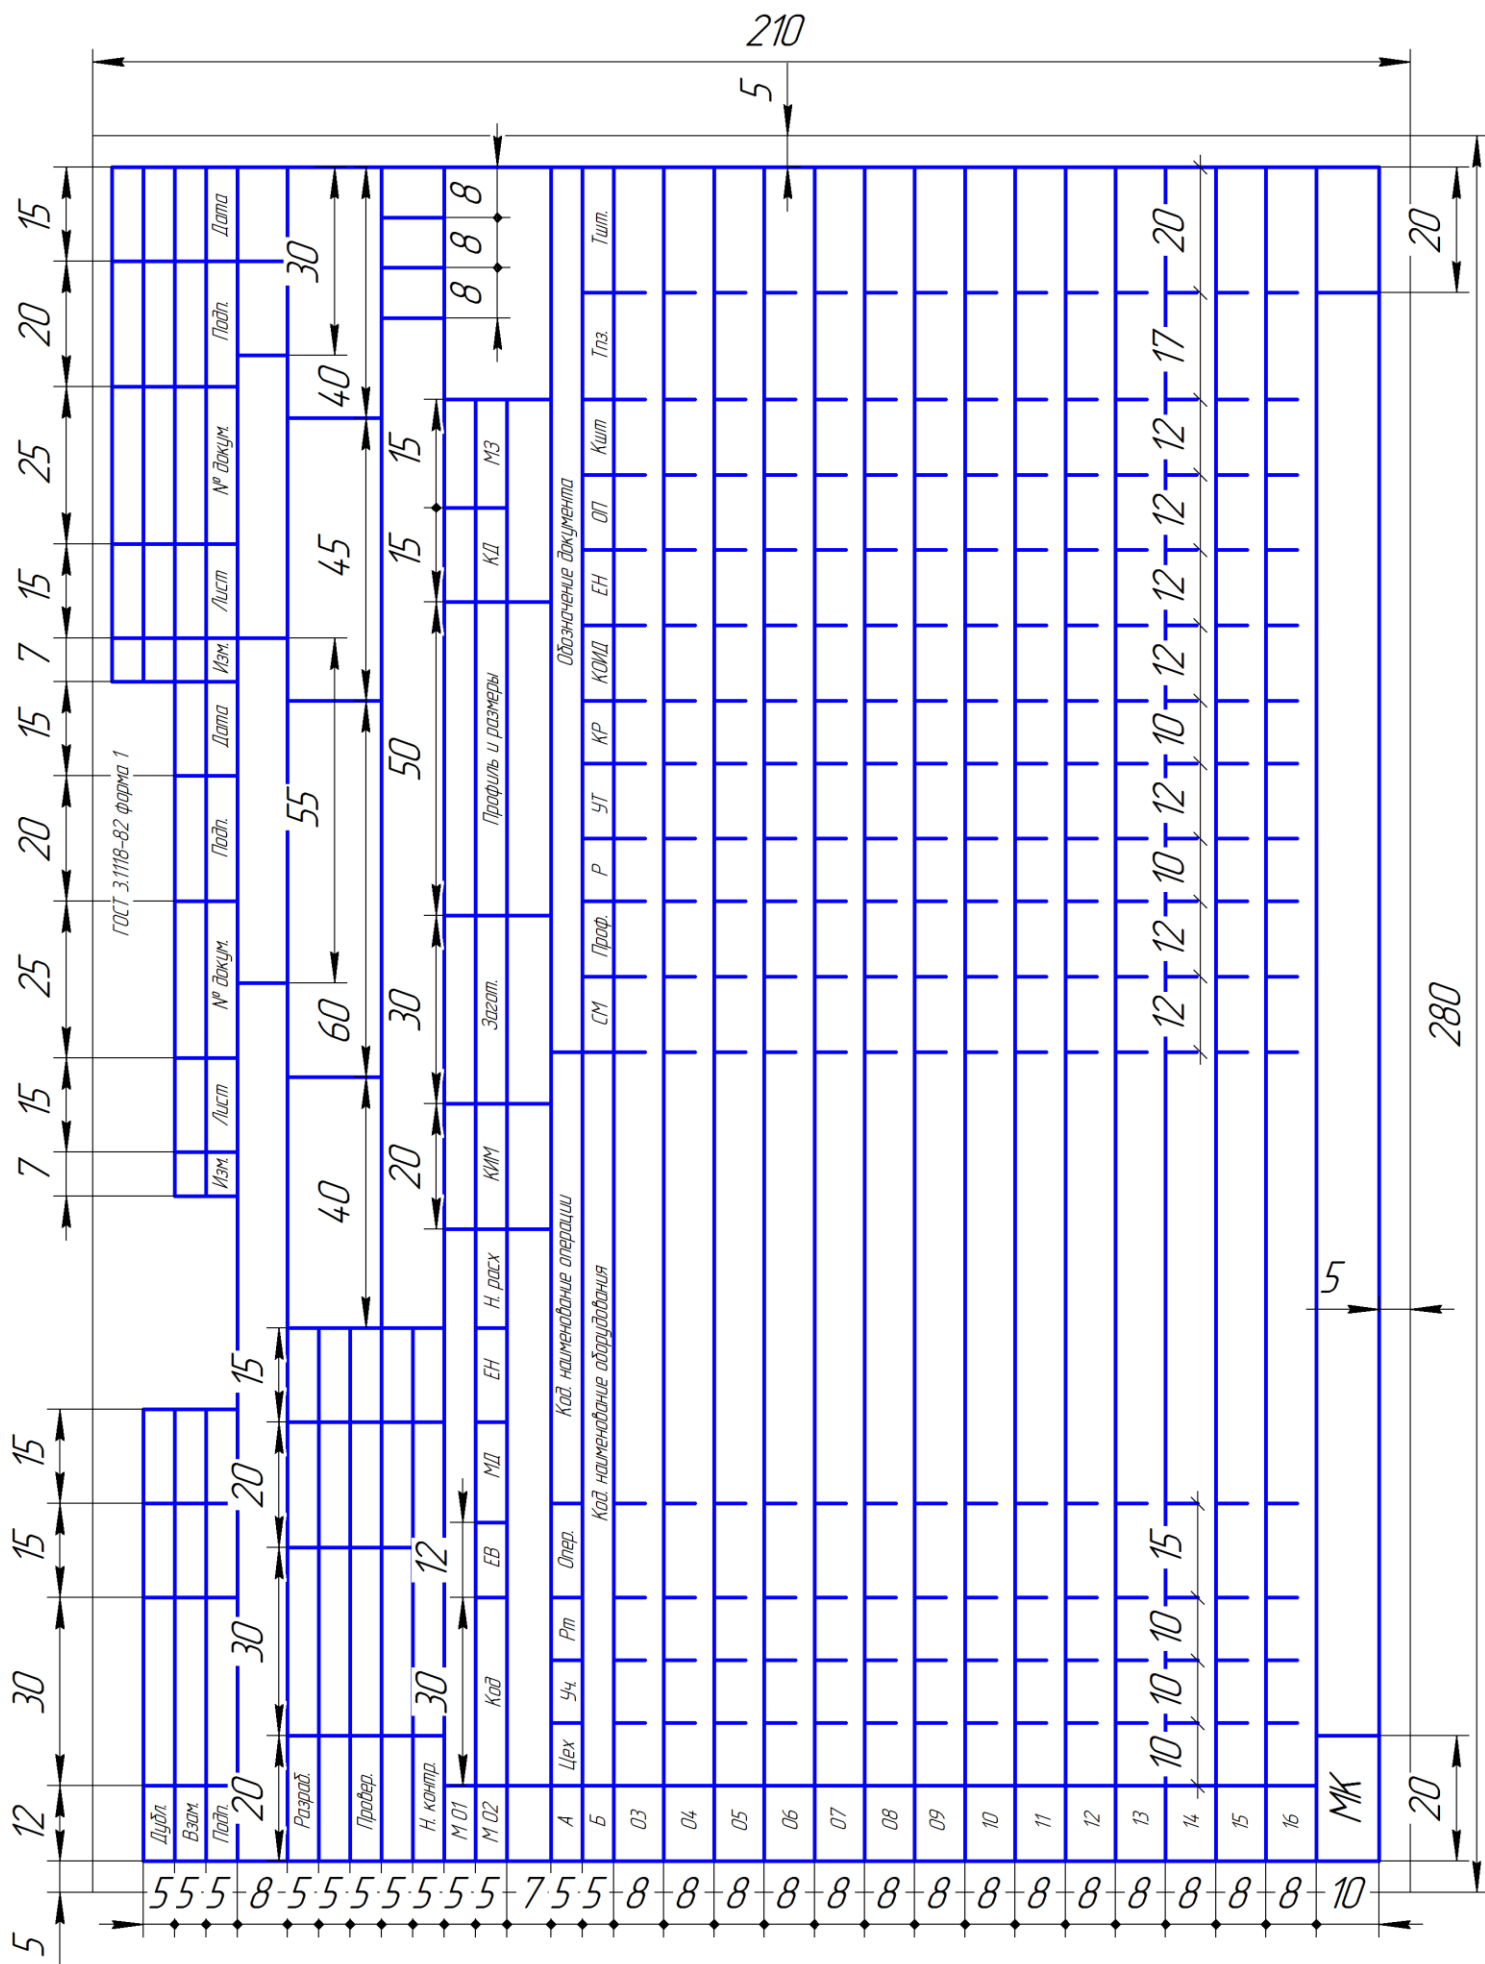 5 12 30 15 15 7 15 25 20 15 7 15 25 20 15
ГОСТ 3.1118-82 форма 1
Дубл.
Взам.
Подп. Изм. Лист № докум. Подп. Дата Изм. Лист № докум. Подп. Дата
20 30 20 15
Разраб. 55 30
40 60 45 40
Провер.
20 30 50 15 15
Н. контр. 30 12
М 01 8 8 8
М 02 Код ЕВ МД ЕН Н. расх КИМ Загот. Профиль и размеры КД МЗ
А Цех Уч. Рт Опер. Код. наименование операции Обозначение документа
Б Код. наименование оборудования СМ Проф. Р УТ КР КОИД ЕН ОП Кшт Тпз. Тшт.
03
04
05
5
06
07
08
09
10
11
12
13
10 10 10 15 12 12 10 12 10 12 12 12 12 17 20
14
15
16
МК 5
20 20
280
210
5 5 5 8 5 5 5 5 5 5 5 7 5 5 8 8 8 8 8 8 8 8 8 8 8 8 8 8 10